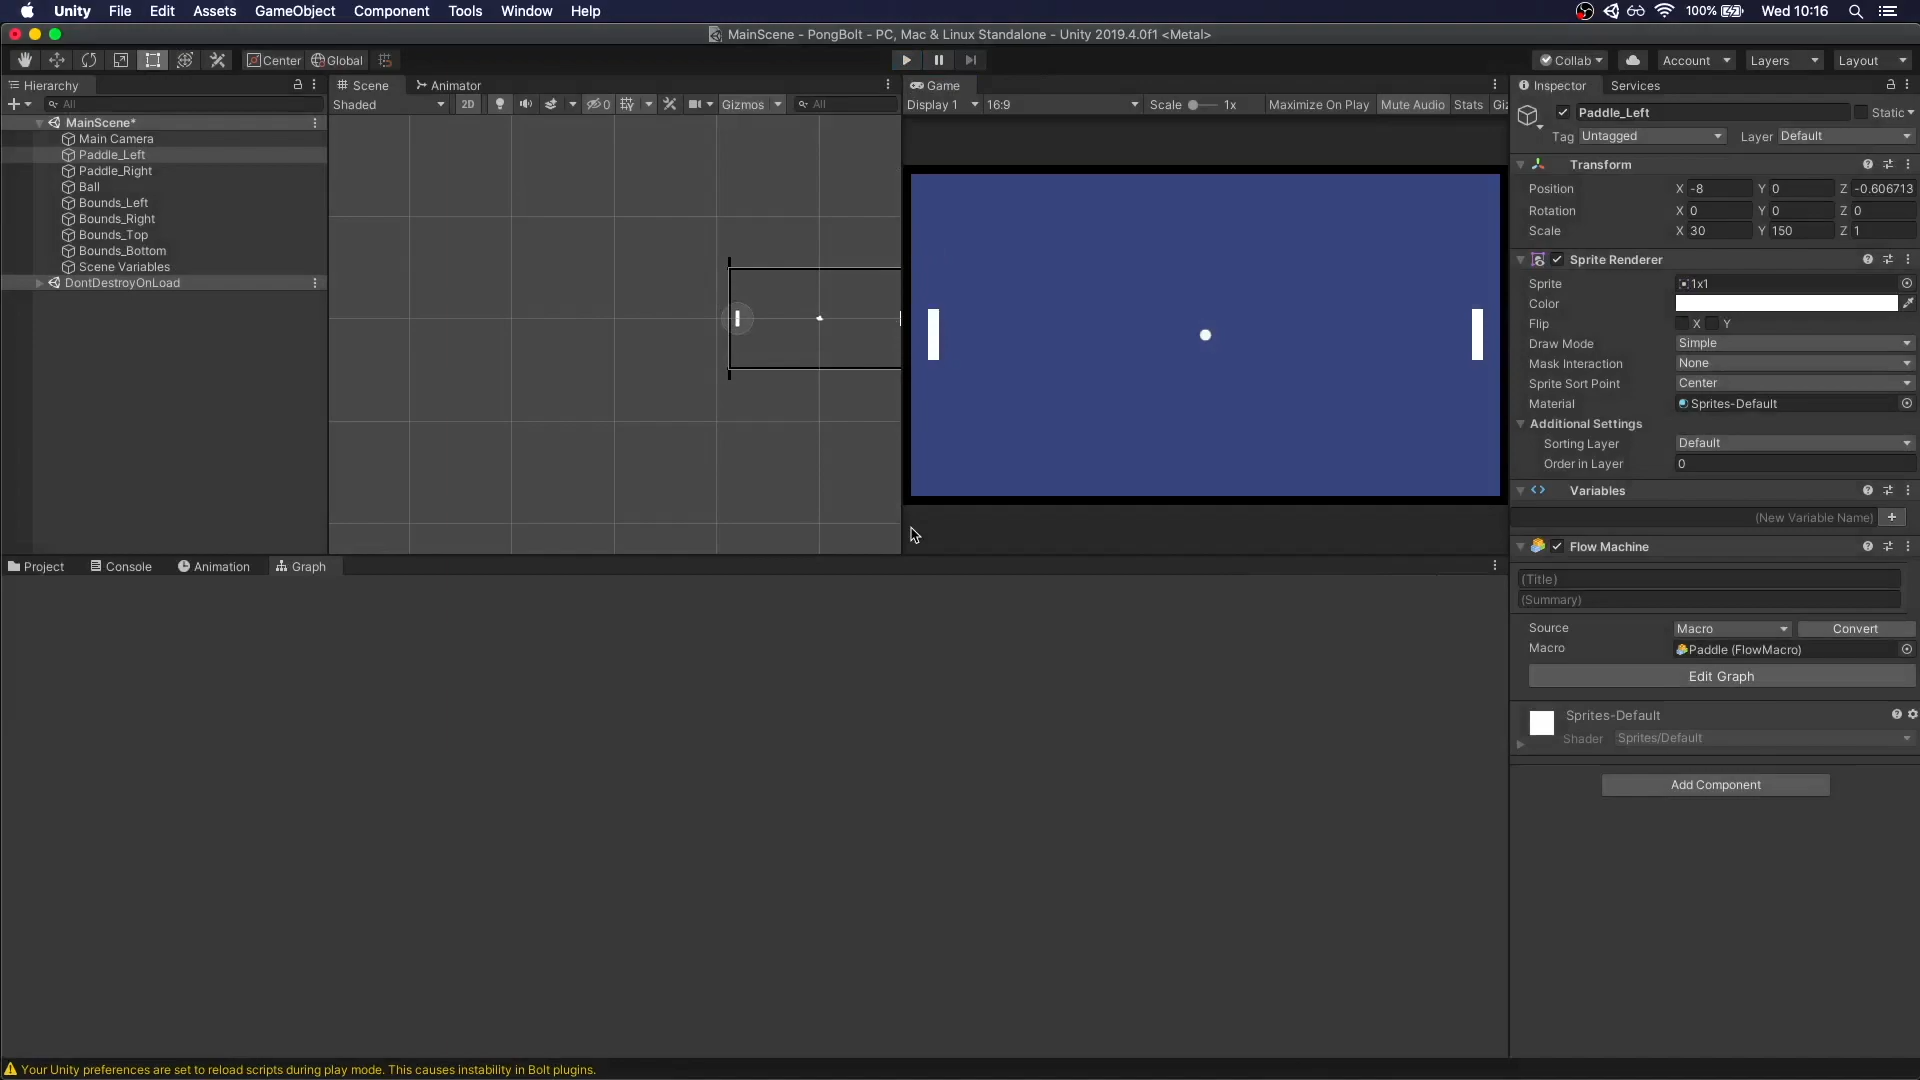 Unity File Edit Assets GameObject Component Tools Window Help 100% Wed 10:16
MainScene - PongBolt - PC, Mac & Linux Standalone - Unity 2019.4.0f1 <Metal>
Center Global Collab Account Layers Layout
Hierarchy
All
MainScene*
Main Camera
Paddle_Left
Paddle_Right
Ball
Bounds_Left
Bounds_Right
Bounds_Top
Bounds_Bottom
Scene Variables
DontDestroyOnLoad
Scene Animator
Shaded 2D 0 Gizmos All
Game
Display 1 16:9 Scale 1x Maximize On Play Mute Audio Stats Giz
Inspector Services
Paddle_Left Static
Tag Untagged Layer Default
Transform
Position X -8 Y 0 Z -0.606713
Rotation X 0 Y 0 Z 0
Scale X 30 Y 150 Z 1
Sprite Renderer
Sprite 1x1
Color
Flip X Y
Draw Mode Simple
Mask Interaction None
Sprite Sort Point Center
Material Sprites-Default
Additional Settings
Sorting Layer Default
Order in Layer 0
Variables
(New Variable Name) +
Flow Machine
(Title)
(Summary)
Source Macro Convert
Macro Paddle (FlowMacro)
Edit Graph
Sprites-Default
Shader Sprites/Default
Add Component
Project Console Animation Graph
Your Unity preferences are set to reload scripts during play mode. This causes instability in Bolt plugins.